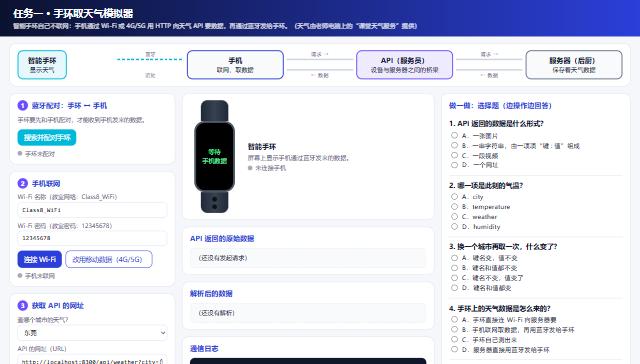 任务一 · 手环取天气模拟器
智能手环自己不联网：手机通过 Wi-Fi 或 4G/5G 用 HTTP 向天气 API 要数据，再通过蓝牙发给手环。（天气由老师电脑上的“课堂天气服务”提供）
智能手环
显示天气
蓝牙
手机
联网、取数据
请求 →
← 数据
API（服务员）
设备与服务器之间的桥梁
请求 →
← 数据
服务器（后厨）
保存着天气数据
1 蓝牙配对：手环 ↔ 手机
手环要先和手机配对，才能收到手机发来的数据。
搜索并配对手环
手环未配对
2 手机联网
Wi-Fi 名称（教室网络：Class8_WiFi）
Class8_WiFi
Wi-Fi 密码（教室密码：12345678）
12345678
连接 Wi-Fi
改用移动数据（4G/5G）
手机未联网
3 获取 API 的网址
查哪个城市的天气？
东莞
API 的网址（URL）
http://localhost:8300/api/weather?city=
等待
手机数据
智能手环
屏幕上显示手机通过蓝牙发来的数据。
未连接手机
API 返回的原始数据
（还没有发起请求）
解析后的数据
（还没有解析）
通信日志
做一做：选择题（边操作边回答）
1. API 返回的数据是什么形式？
A. 一张图片
B. 一串字符串，由一项项“键 : 值”组成
C. 一段视频
D. 一个网址
2. 哪一项是此刻的气温？
A. city
B. temperature
C. weather
D. humidity
3. 换一个城市再取一次，什么变了？
A. 键名变，值不变
B. 键名和值都不变
C. 键名不变，值变了
D. 键名和值都变
4. 手环上的天气数据是怎么来的？
A. 手环直接连 Wi-Fi 向服务器要
B. 手机联网取数据，再用蓝牙发给手环
C. 手环自己测出来
D. 服务器直接用蓝牙发给手环